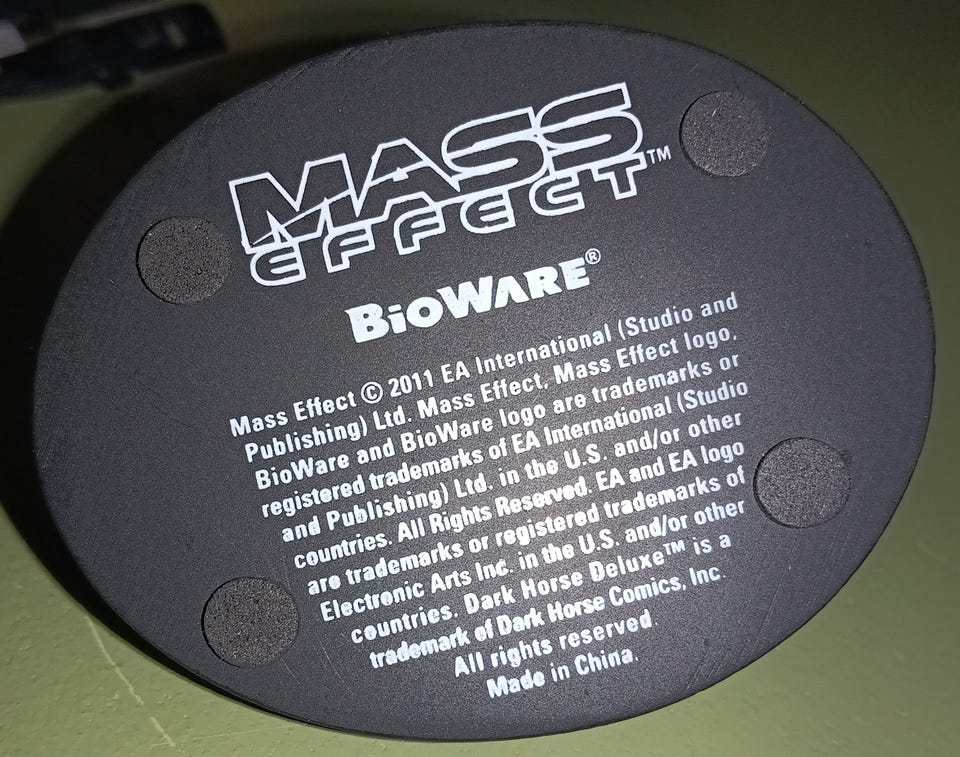 MASS
EFFECT™
BIOWARE®
Mass Effect © 2011 EA International (Studio and
Publishing) Ltd. Mass Effect, Mass Effect logo,
BioWare and BioWare logo are trademarks or
registered trademarks of EA International (Studio
and Publishing) Ltd. in the U.S. and/or other
countries. All Rights Reserved. EA and EA logo
are trademarks or registered trademarks of
Electronic Arts Inc. in the U.S. and/or other
countries. Dark Horse Deluxe™ is a
trademark of Dark Horse Comics, Inc.
All rights reserved.
Made in China.